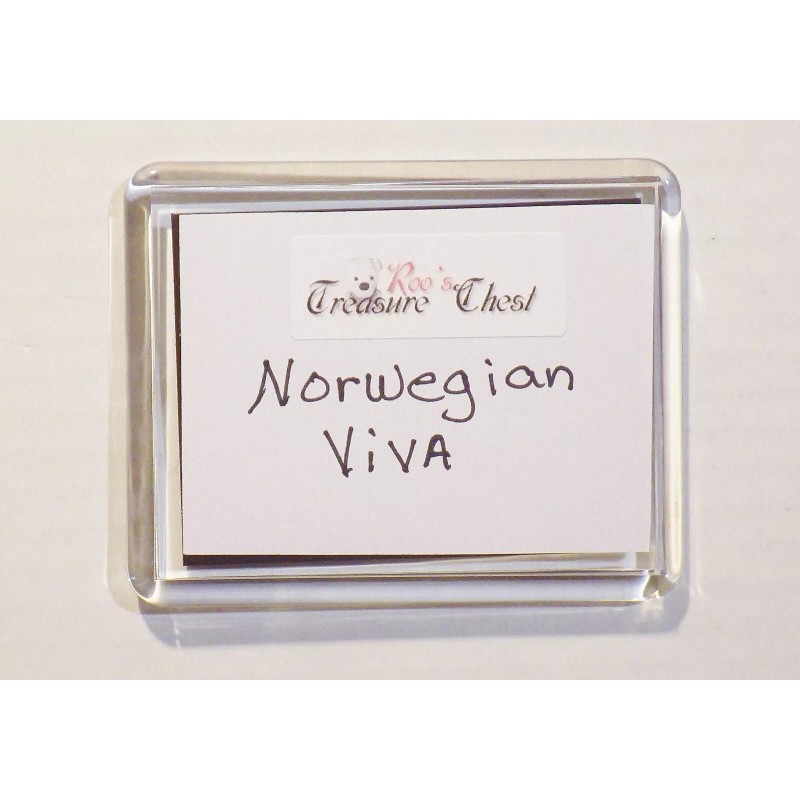 Roo's
Treasure Chest
Norwegian
ViVA